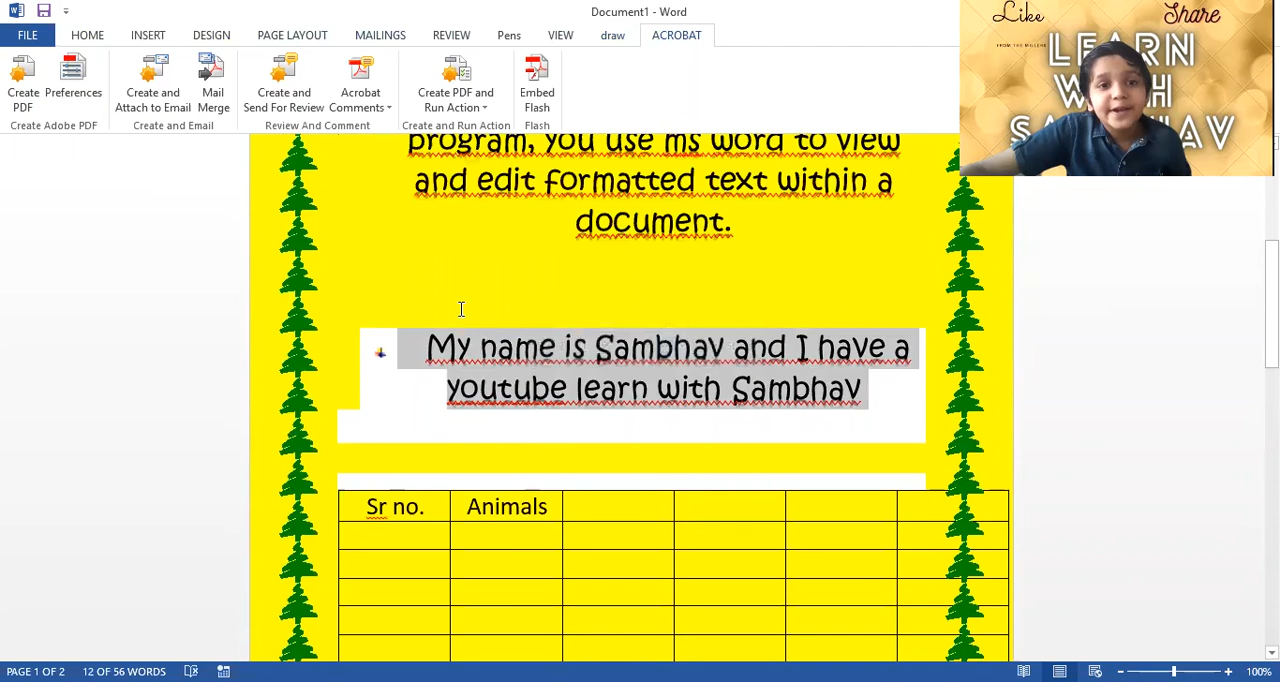 Document1 - Word
FILE HOME INSERT DESIGN PAGE LAYOUT MAILINGS REVIEW Pens VIEW draw ACROBAT
Create PDF
Preferences
Create and Attach to Email
Mail Merge
Create and Send For Review
Acrobat Comments
Create PDF and Run Action
Embed Flash
Create Adobe PDF
Create and Email
Review And Comment
Create and Run Action
Flash
Like
Share
FROM THE
LEARN
WITH
SAMBHAV
program, you use ms word to view
and edit formatted text within a
document.
My name is Sambhav and I have a
youtube learn with Sambhav
Sr no. Animals
PAGE 1 OF 2 12 OF 56 WORDS 100%